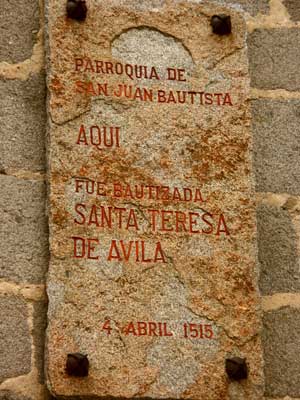 PARROQUIA DE
SAN JUAN BAUTISTA
AQUI
FUE BAUTIZADA
SANTA TERESA
DE AVILA
4 ABRIL 1515